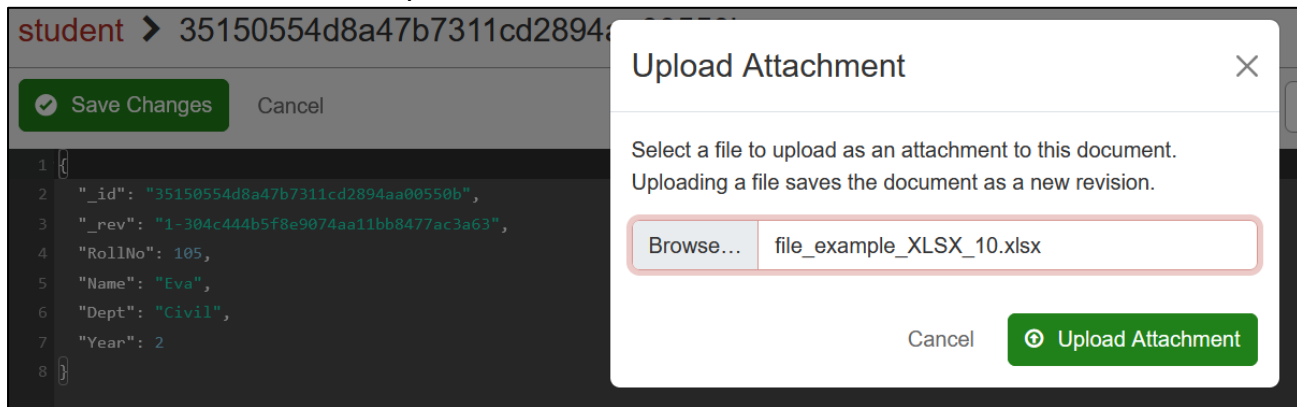 student > 35150554d8a47b7311cd2894a
Save Changes Cancel
1 {
2 "_id": "35150554d8a47b7311cd2894aa00550b",
3 "_rev": "1-304c444b5f8e9074aa11bb8477ac3a63",
4 "RollNo": 105,
5 "Name": "Eva",
6 "Dept": "Civil",
7 "Year": 2
8 }
Upload Attachment
Select a file to upload as an attachment to this document.
Uploading a file saves the document as a new revision.
Browse... file_example_XLSX_10.xlsx
Cancel Upload Attachment